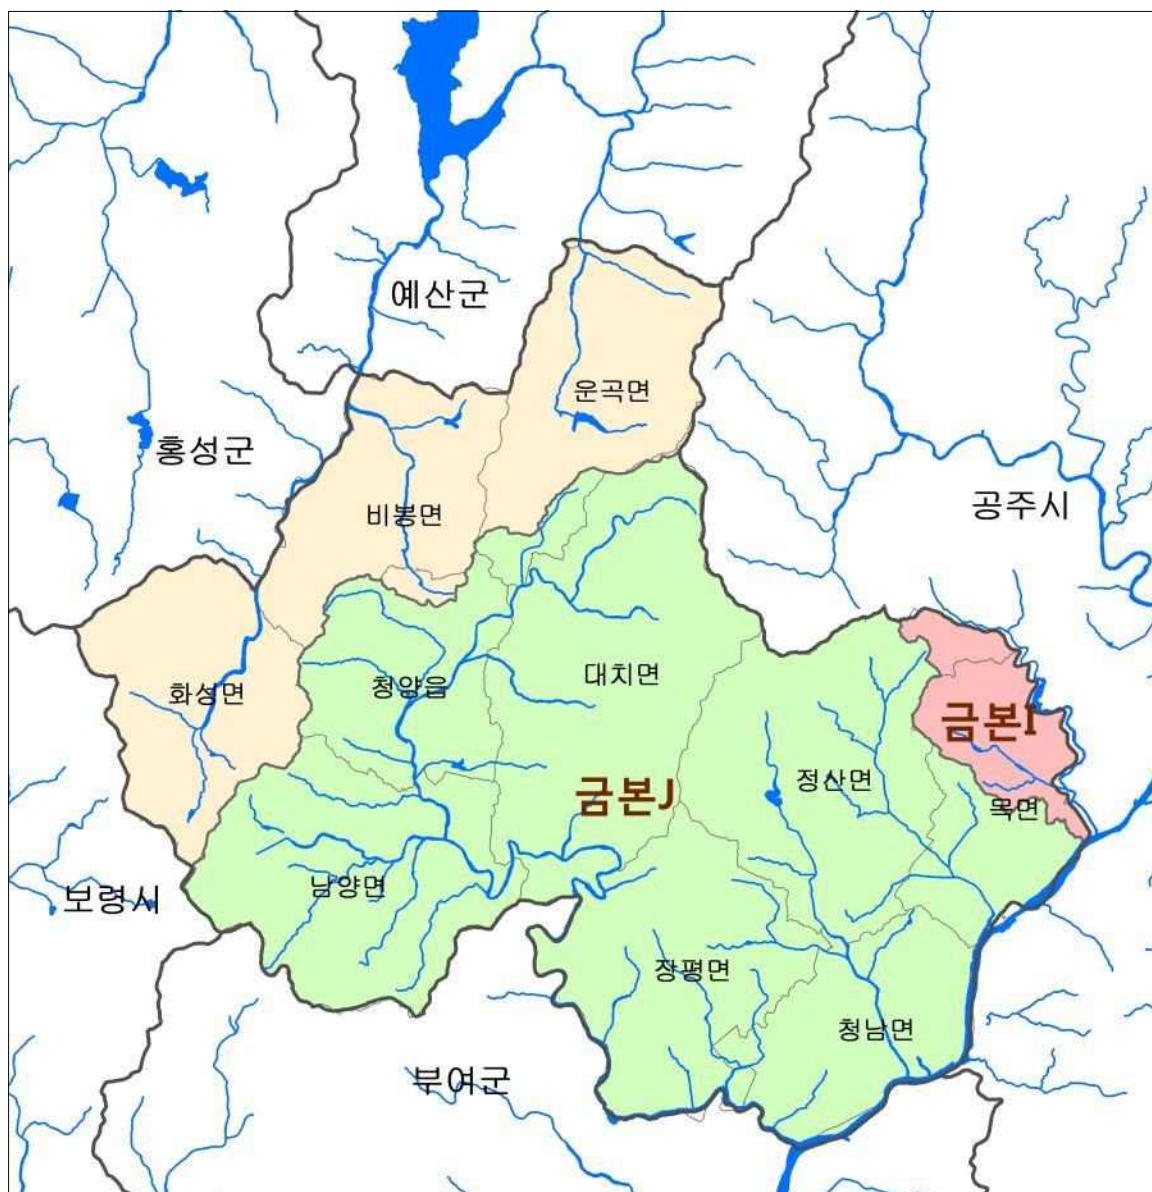 예산군
운곡면
홍성군
공주시
비봉면
대치면
청양읍
화성면
금본I
정산면
금본J
목면
남양면
보령시
장평면
청남면
부여군